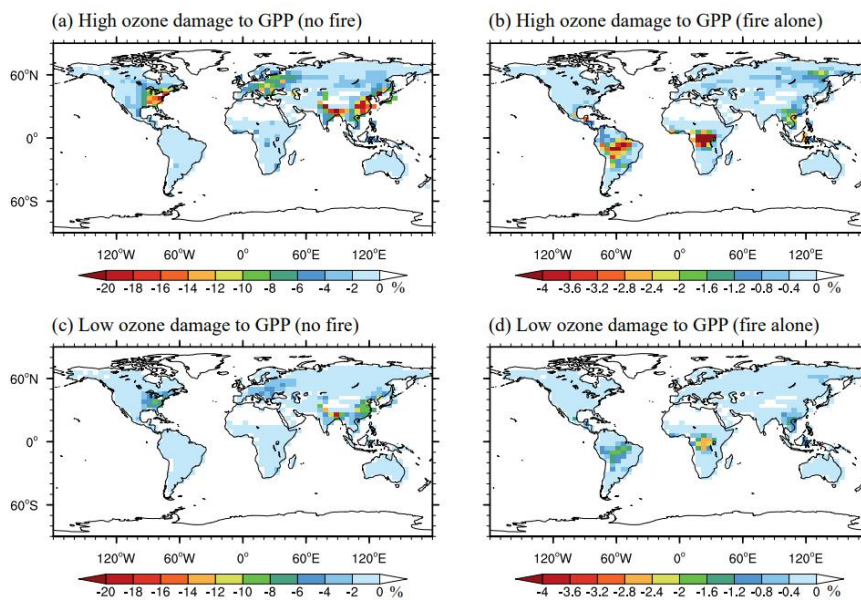 (a) High ozone damage to GPP (no fire)
(b) High ozone damage to GPP (fire alone)
60°N
0°
60°S
120°W 60°W 0° 60°E 120°E
120°W 60°W 0° 60°E 120°E
-20 -18 -16 -14 -12 -10 -8 -6 -4 -2 0 %
-4 -3.6 -3.2 -2.8 -2.4 -2 -1.6 -1.2 -0.8 -0.4 0 %
(c) Low ozone damage to GPP (no fire)
(d) Low ozone damage to GPP (fire alone)
60°N
0°
60°S
120°W 60°W 0° 60°E 120°E
120°W 60°W 0° 60°E 120°E
-20 -18 -16 -14 -12 -10 -8 -6 -4 -2 0 %
-4 -3.6 -3.2 -2.8 -2.4 -2 -1.6 -1.2 -0.8 -0.4 0 %